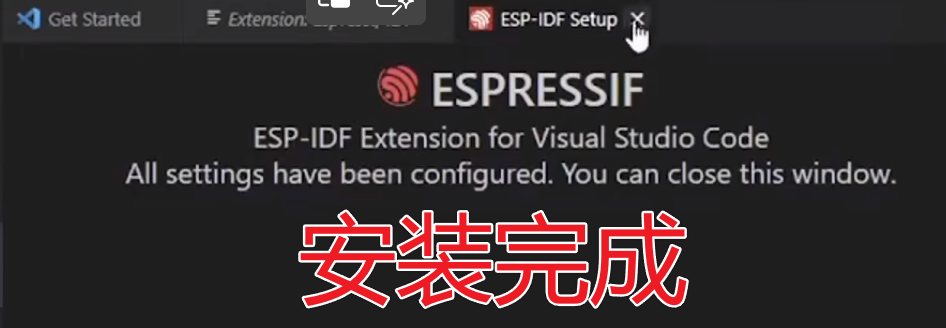 Get Started
Extension:
ESP-IDF Setup
ESPRESSIF
ESP-IDF Extension for Visual Studio Code
All settings have been configured. You can close this window.
安装完成